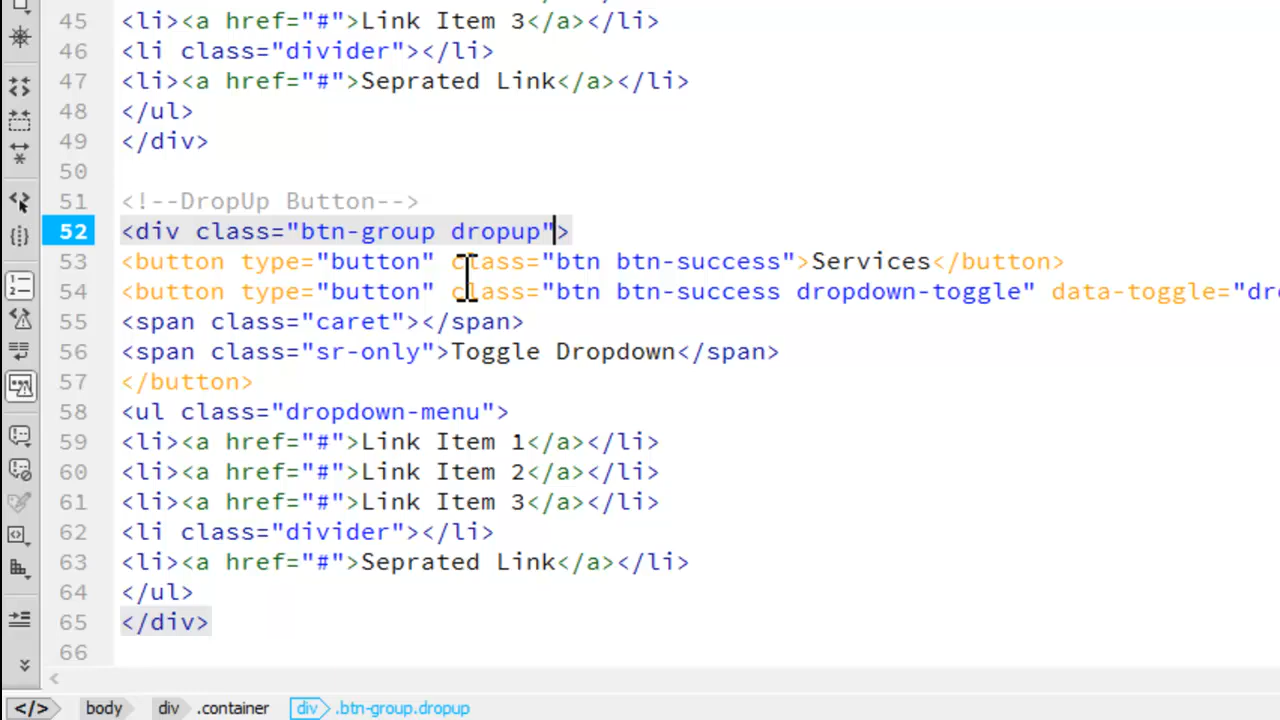 45 <li><a href="#">Link Item 3</a></li>
46 <li class="divider"></li>
47 <li><a href="#">Seprated Link</a></li>
48 </ul>
49 </div>
50
51 <!--DropUp Button-->
52 <div class="btn-group dropup">
53 <button type="button" class="btn btn-success">Services</button>
54 <button type="button" class="btn btn-success dropdown-toggle" data-toggle="dro
55 <span class="caret"></span>
56 <span class="sr-only">Toggle Dropdown</span>
57 </button>
58 <ul class="dropdown-menu">
59 <li><a href="#">Link Item 1</a></li>
60 <li><a href="#">Link Item 2</a></li>
61 <li><a href="#">Link Item 3</a></li>
62 <li class="divider"></li>
63 <li><a href="#">Seprated Link</a></li>
64 </ul>
65 </div>
66
</> body div .container div .btn-group.dropup